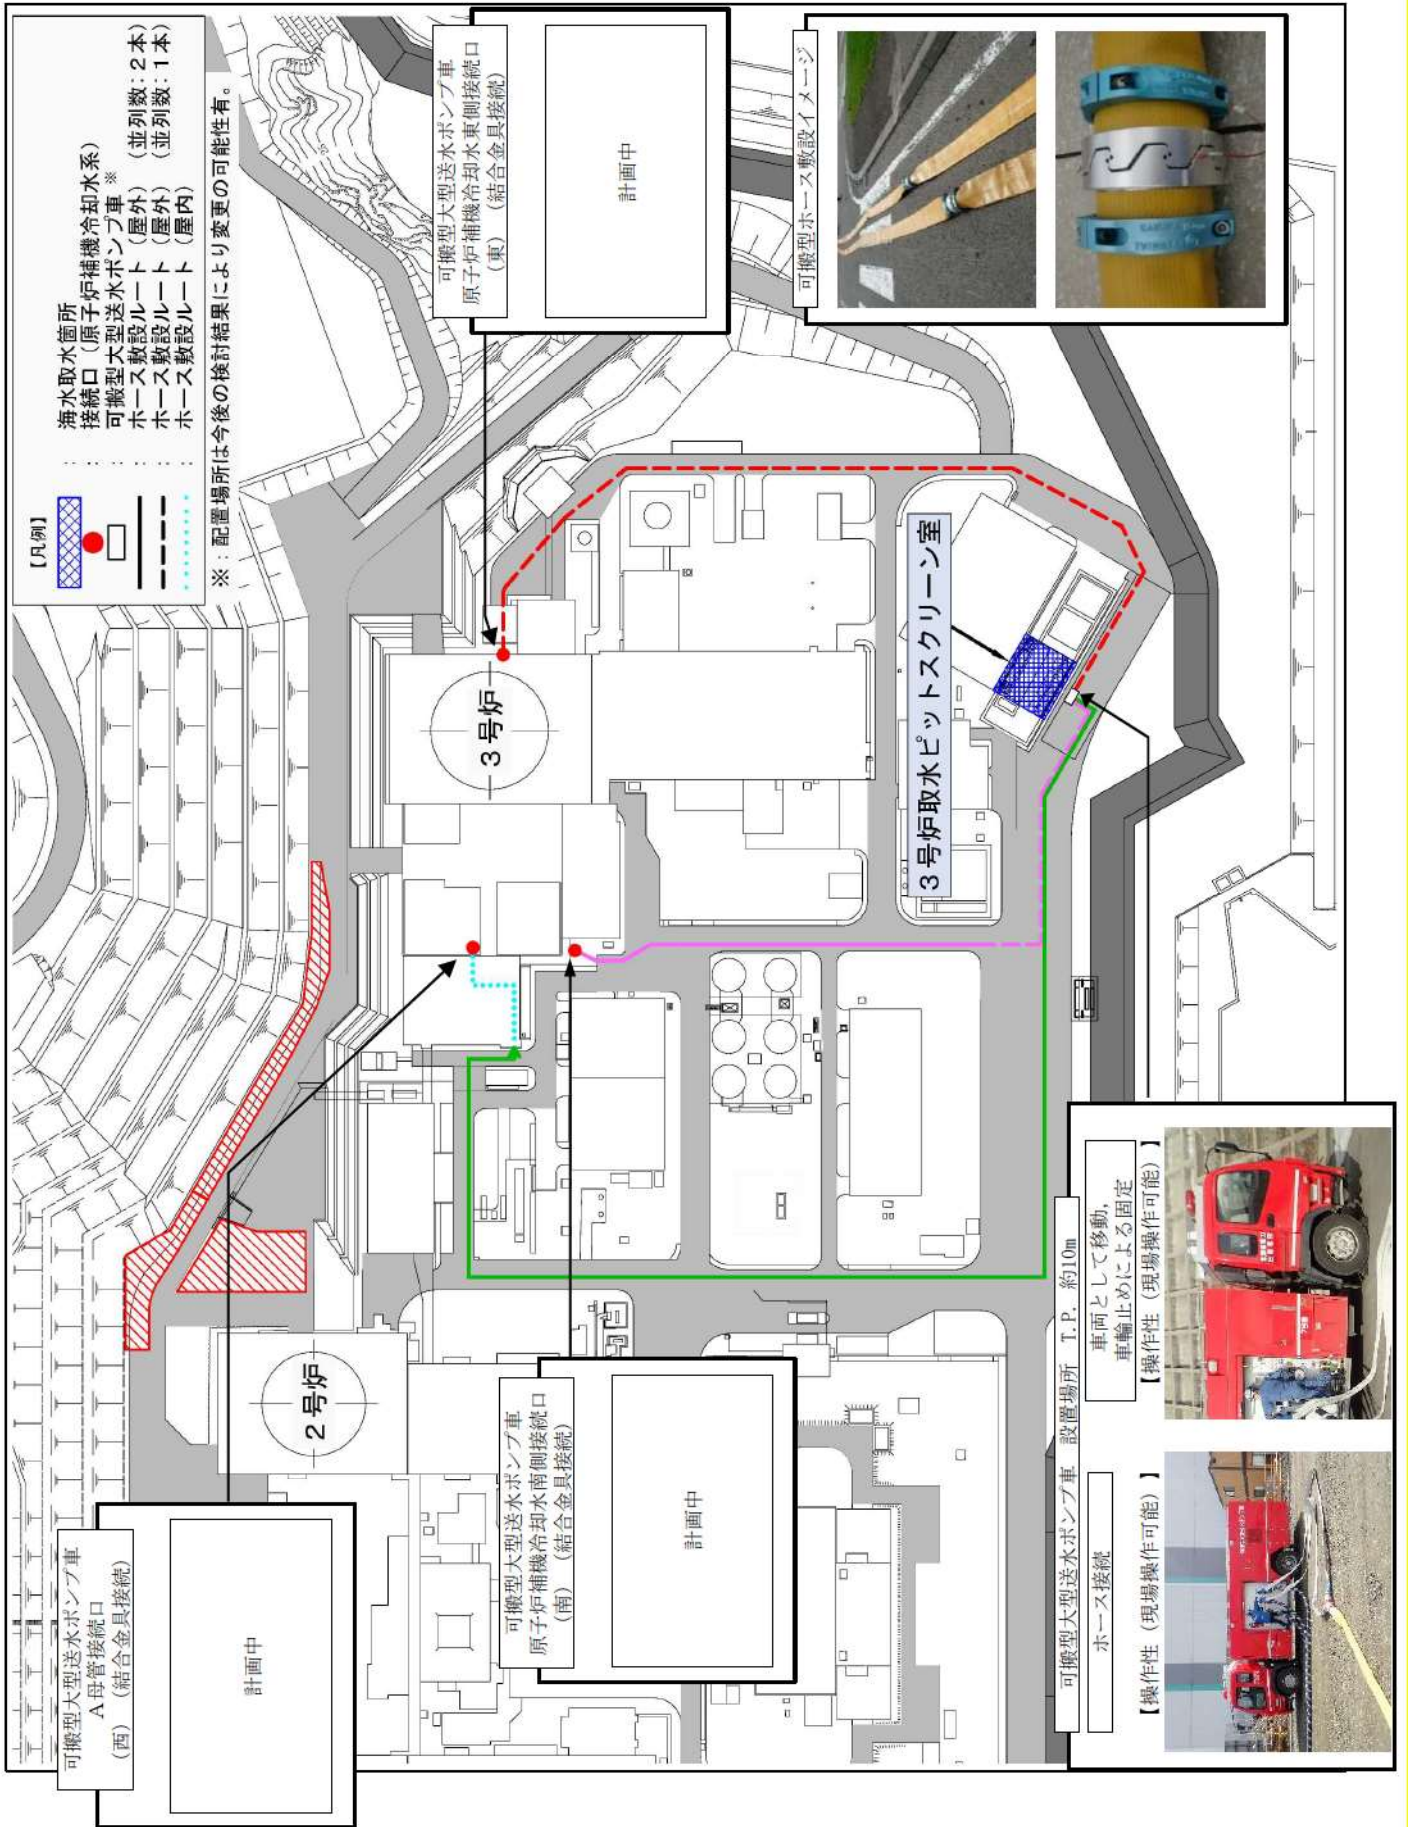 【凡例】
： 海水取水箇所
： 接続口（原子炉補機冷却水系）
： 可搬型大型送水ポンプ車※
： ホース敷設ルート（屋外）（並列数：2本）
： ホース敷設ルート（屋外）（並列数：1本）
： ホース敷設ルート（屋内）
※：配置場所は今後の検討結果により変更の可能性有。
可搬型大型送水ポンプ車
A母管接続口
（西）（結合金具接続）
計画中
可搬型大型送水ポンプ車
原子炉補機冷却水東側接続口
（東）（結合金具接続）
計画中
2号炉
3号炉
可搬型大型送水ポンプ車
原子炉補機冷却水南側接続口
（南）（結合金具接続）
計画中
3号炉取水ピットスクリーン室
可搬型ホース敷設イメージ
可搬型大型送水ポンプ車 設置場所 T.P. 約10m
ホース接続
【操作性（現場操作可能）】
車両として移動,
車輪止めによる固定
【操作性（現場操作可能）】